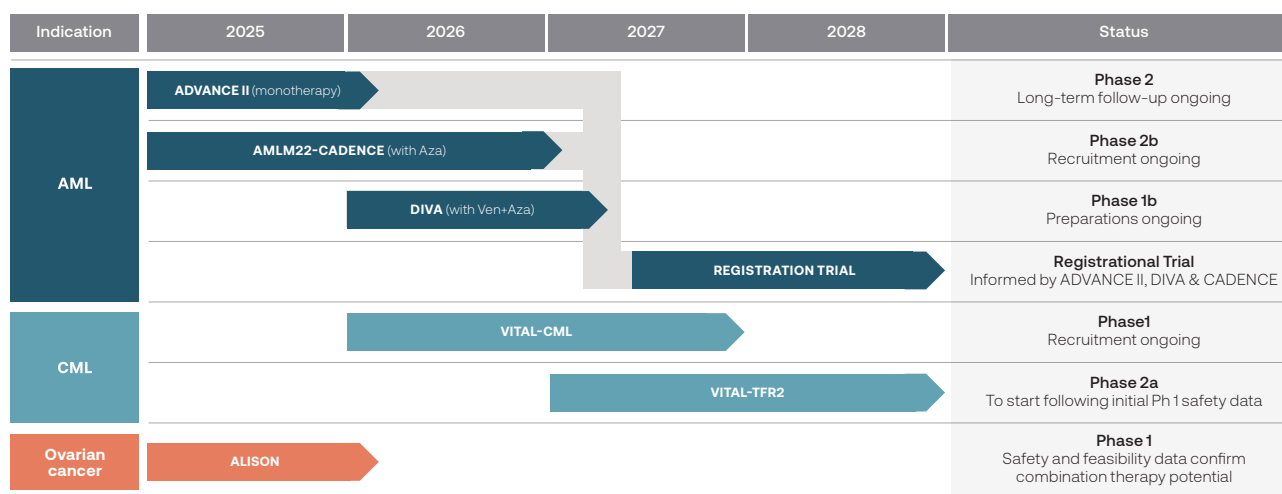 Indication 2025 2026 2027 2028 Status
AML
ADVANCE II (monotherapy)
Phase 2
Long-term follow-up ongoing
AMLM22-CADENCE (with Aza)
Phase 2b
Recruitment ongoing
DIVA (with Ven+Aza)
Phase 1b
Preparations ongoing
REGISTRATION TRIAL
Registrational Trial
Informed by ADVANCE II, DIVA & CADENCE
CML
VITAL-CML
Phase1
Recruitment ongoing
VITAL-TFR2
Phase 2a
To start following initial Ph 1 safety data
Ovarian
cancer
ALISON
Phase 1
Safety and feasibility data confirm
combination therapy potential